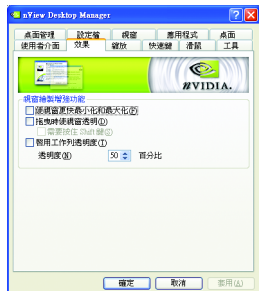 nView Desktop Manager
桌面管理 設定檔 視窗 應用程式 桌面
使用者介面 效果 縮放 快速鍵 滑鼠 工具
NVIDIA.
視窗繪製增強功能
使視窗更快最小化和最大化(F)
拖曳時使視窗透明(D)
需要按住 Shift 鍵(S)
啟用工作列透明度(T)
透明度(N) 50 百分比
確定 取消 套用(A)